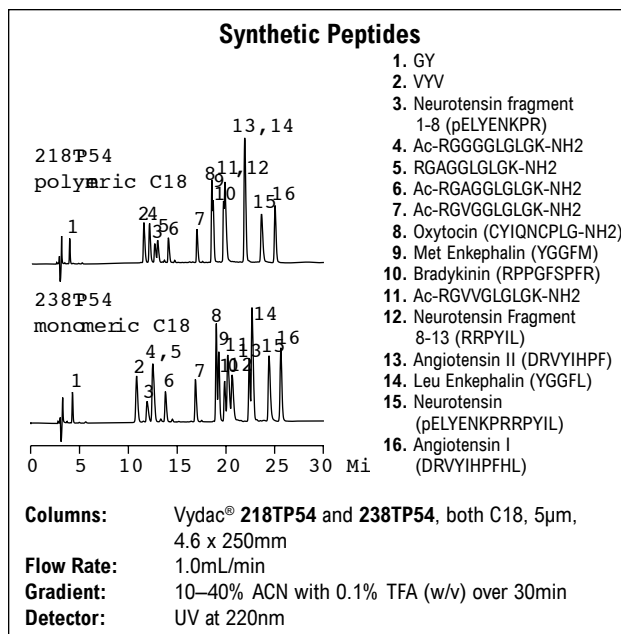 Synthetic Peptides
218TP54
polymeric C18
1
2
4
3
5
6
7
8
9
10
11,12
13,14
15
16
238TP54
monomeric C18
1
2
3
4,5
6
7
8
9
10
11
12
13
14
15
16
0 5 10 15 20 25 30 Mi
1. GY
2. VYV
3. Neurotensin fragment
1-8 (pELYENKPR)
4. Ac-RGGGGLGLGK-NH2
5. RGAGGLGLGK-NH2
6. Ac-RGAGGLGLGK-NH2
7. Ac-RGVGGLGLGK-NH2
8. Oxytocin (CYIQNCPLG-NH2)
9. Met Enkephalin (YGGFM)
10. Bradykinin (RPPGFSPFR)
11. Ac-RGVVGLGLGK-NH2
12. Neurotensin Fragment
8-13 (RRPYIL)
13. Angiotensin II (DRVYIHPF)
14. Leu Enkephalin (YGGFL)
15. Neurotensin
(pELYENKPRRPYIL)
16. Angiotensin I
(DRVYIHPFHL)
Columns: Vydac® 218TP54 and 238TP54, both C18, 5µm,
4.6 x 250mm
Flow Rate: 1.0mL/min
Gradient: 10–40% ACN with 0.1% TFA (w/v) over 30min
Detector: UV at 220nm